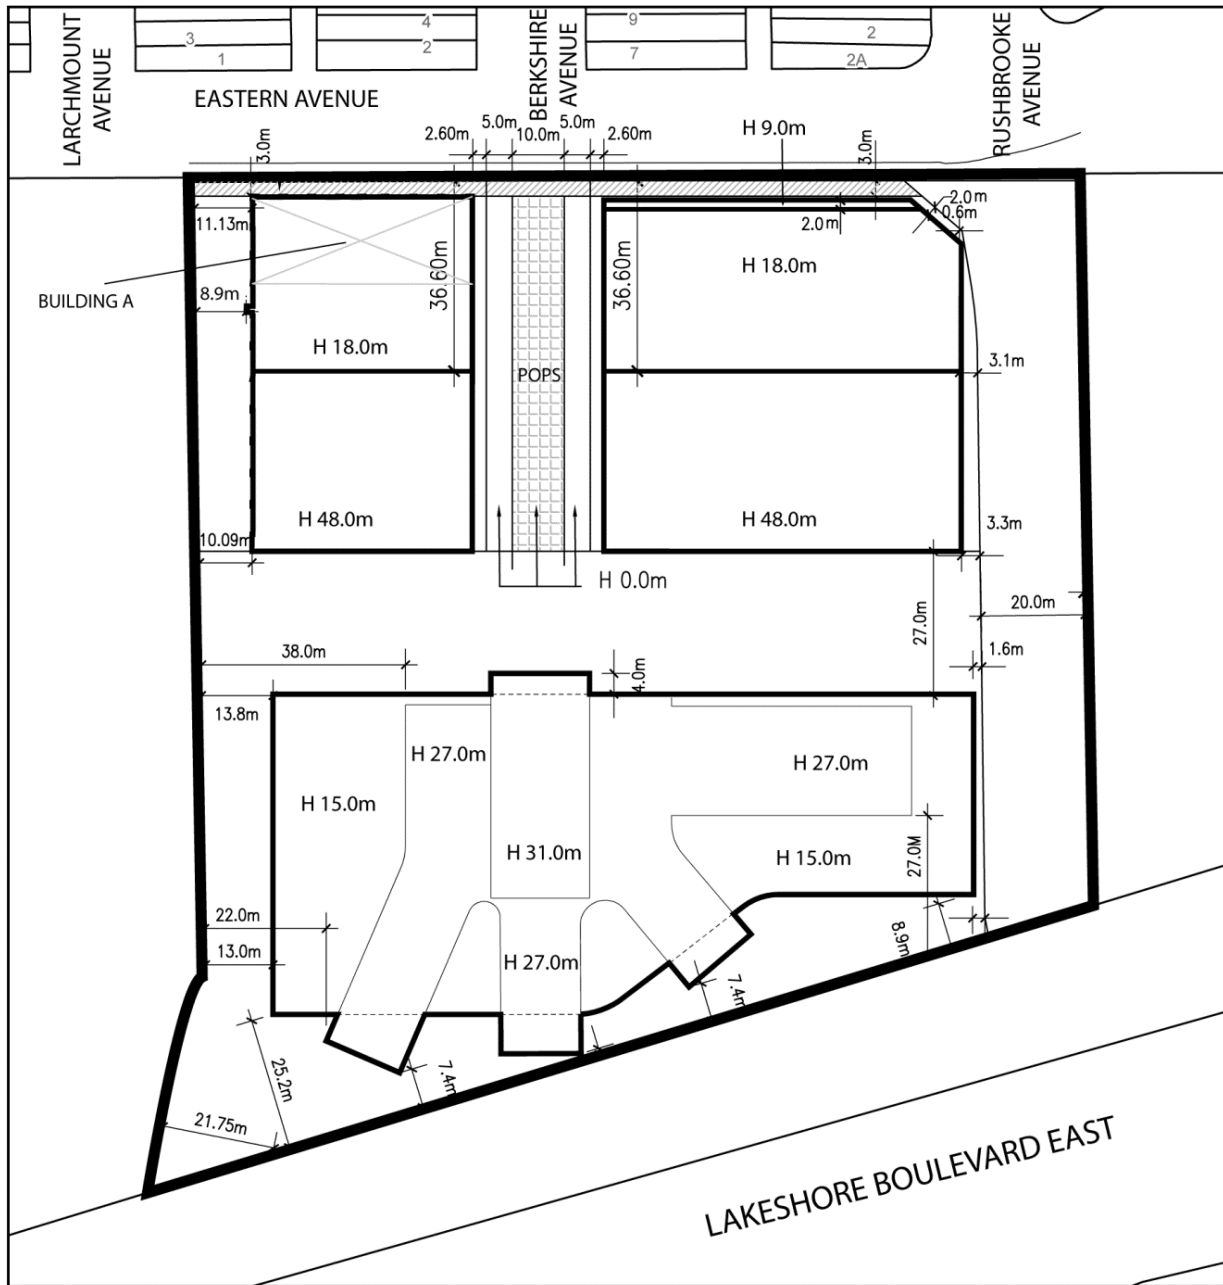 LARCHMOUNT
AVENUE
3
1
4
2
BERKSHIRE
AVENUE
9
7
2
2A
RUSHBROOKE
AVENUE
EASTERN AVENUE
3.0m
2.60m
5.0m
10.0m
5.0m
2.60m
H 9.0m
3.0m
2.0m
0.6m
2.0m
11.13m
36.60m
36.60m
H 18.0m
BUILDING A
8.9m
H 18.0m
POPS
3.1m
H 48.0m
H 48.0m
3.3m
10.09m
H 0.0m
27.0m
20.0m
1.6m
38.0m
4.0m
13.8m
H 27.0m
H 27.0m
H 15.0m
H 31.0m
H 15.0m
27.0M
22.0m
13.0m
H 27.0m
8.9m
7.4m
25.2m
7.4m
21.75m
LAKESHORE BOULEVARD EAST